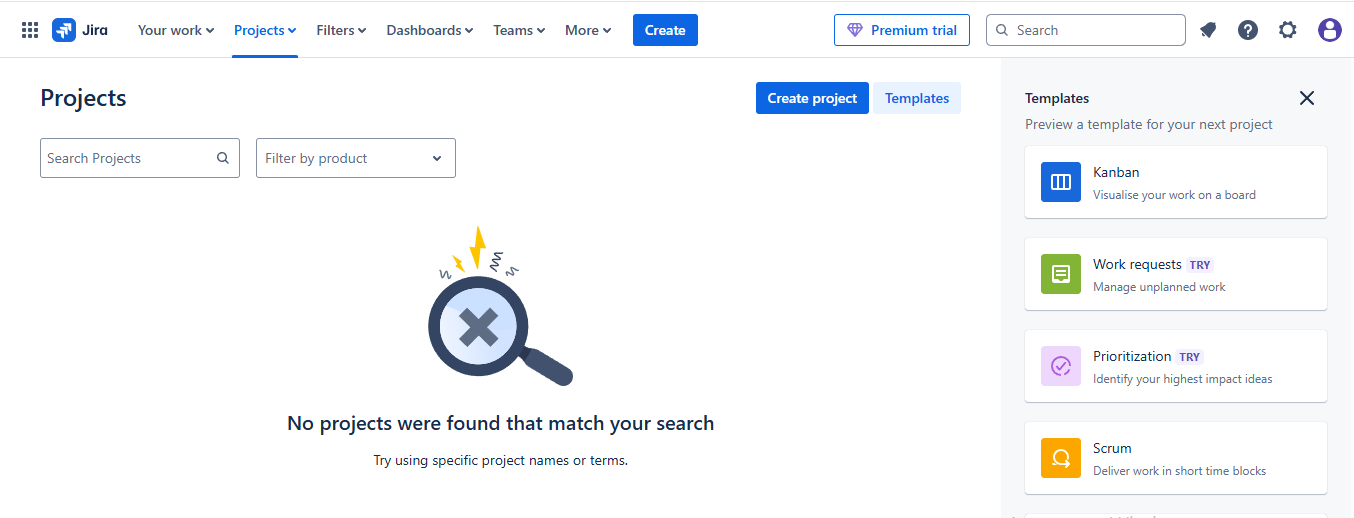 Jira Your work Projects Filters Dashboards Teams More Create Premium trial Search
Projects
Create project Templates
Search Projects Filter by product
No projects were found that match your search
Try using specific project names or terms.
Templates
Preview a template for your next project
Kanban
Visualise your work on a board
Work requests TRY
Manage unplanned work
Prioritization TRY
Identify your highest impact ideas
Scrum
Deliver work in short time blocks